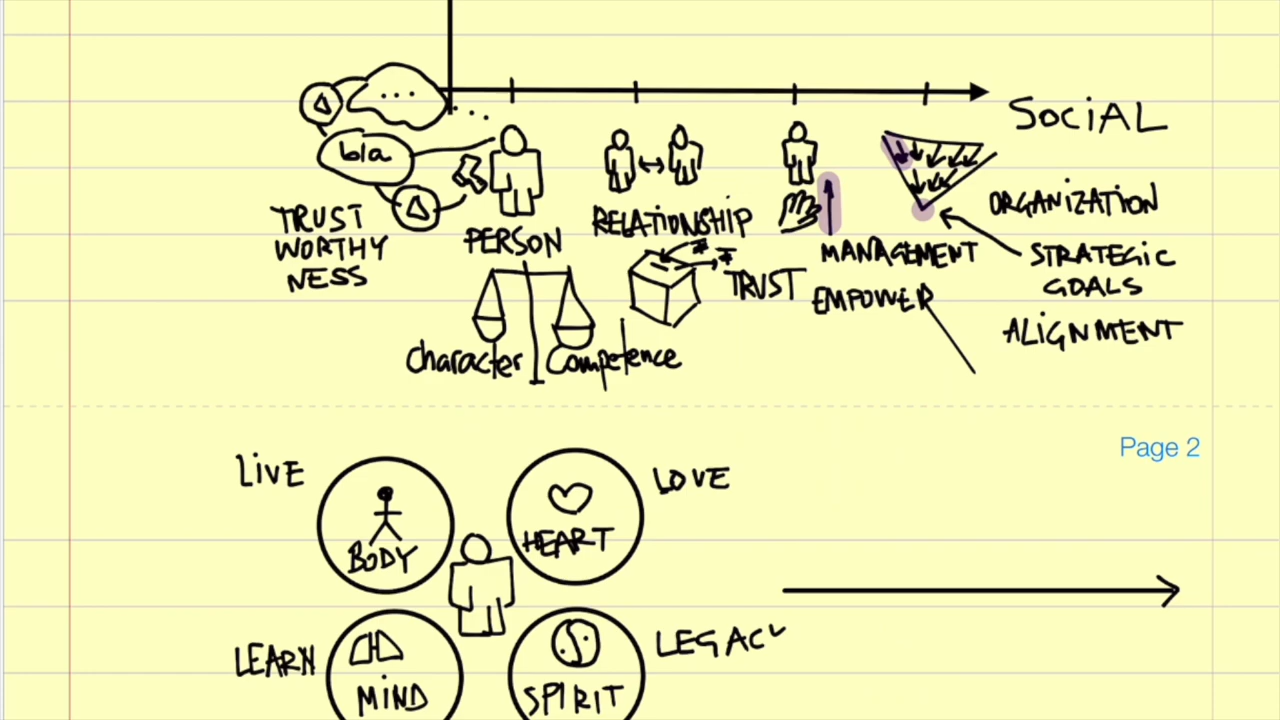 SOCIAL
...
...
bla
TRUST
WORTHY
NESS
PERSON
RELATIONSHIP
TRUST
MANAGEMENT
EMPOWER
ORGANIZATION
STRATEGIC
GOALS
ALIGNMENT
Character
Competence
Page 2
LiVE
BODY
HEART
LOVE
LEARN
MiND
SPIRIT
LEGACY